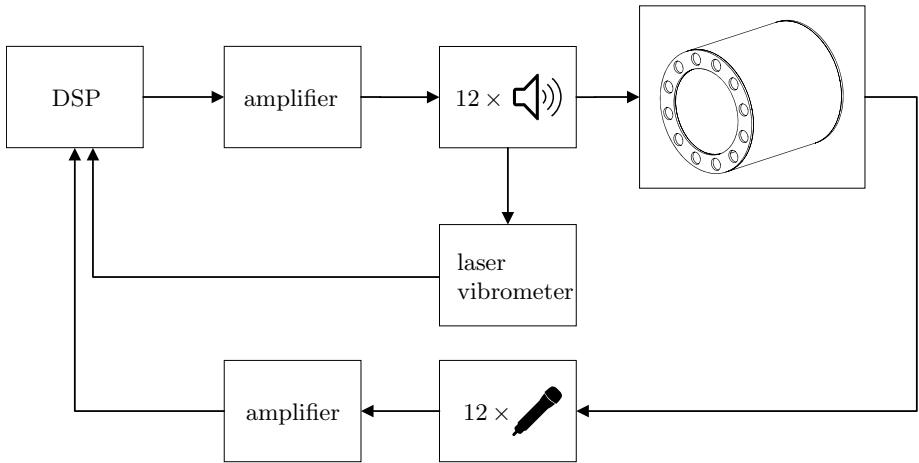 DSP
amplifier
12 ×
laser
vibrometer
amplifier
12 ×